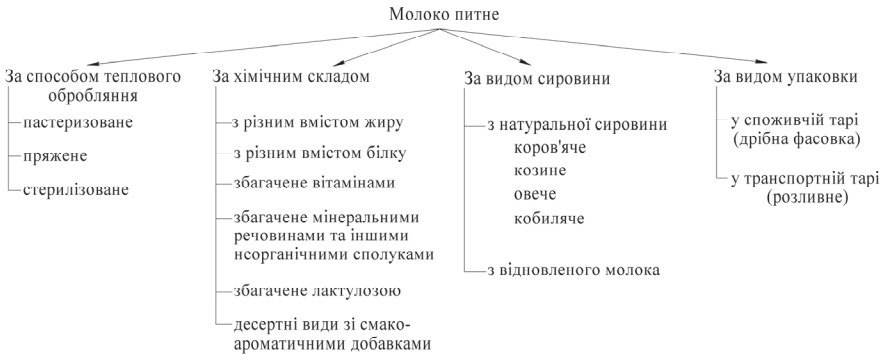 Молоко питне
За способом теплового
обробляння
пастеризоване
пряжене
стерилізоване
За хімічним складом
з різним вмістом жиру
з різним вмістом білку
збагачене вітамінами
збагачене мінеральними
речовинами та іншими
нсорганічними сполуками
збагачене лактулозою
десертні види зі смако-
ароматичними добавками
За видом сировини
з натуральної сировини
коров'яче
козине
овече
кобиляче
з відновленого молока
За видом упаковки
у споживчій тарі
(дрібна фасовка)
у транспортній тарі
(розливне)